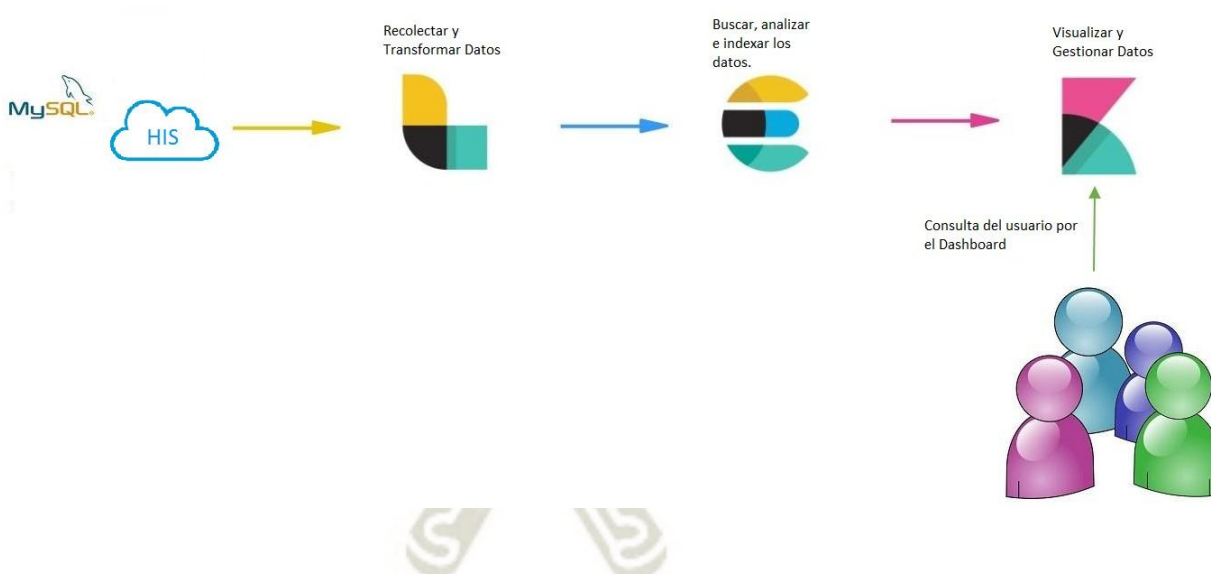 Recolectar y
Transformar Datos
Buscar, analizar
e indexar los
datos.
Visualizar y
Gestionar Datos
MySQL
HIS
Consulta del usuario por
el Dashboard